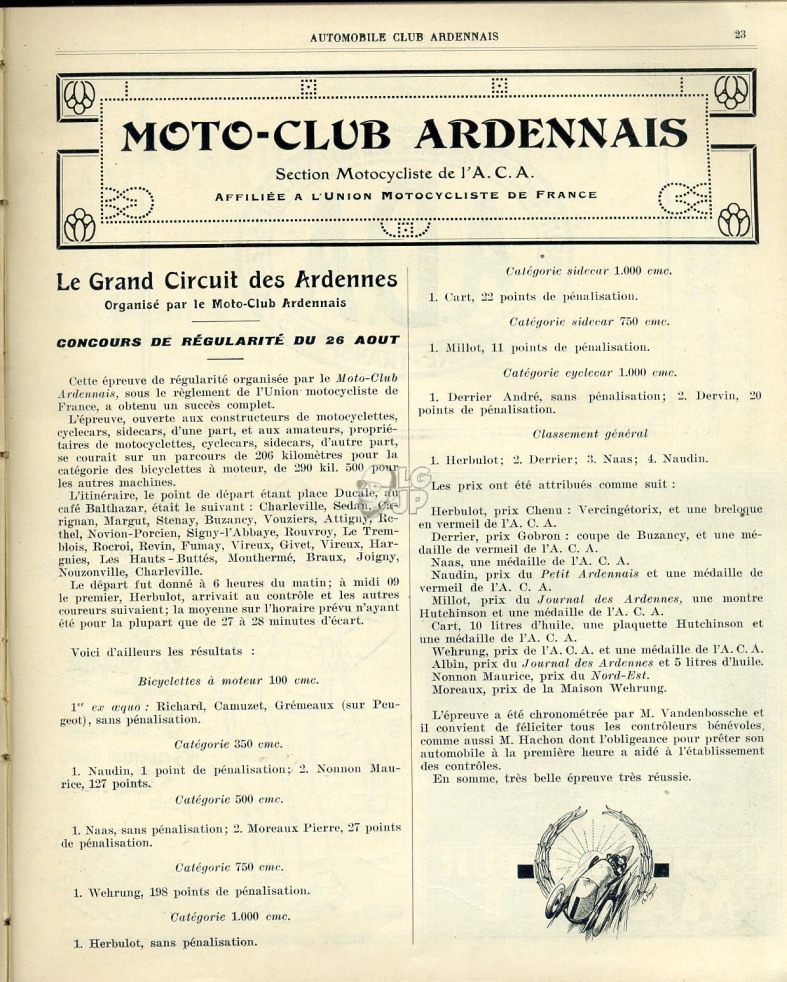 AUTOMOBILE CLUB ARDENNAIS
23
MOTO-CLUB ARDENNAIS
Section Motocycliste de l'A. C. A.
AFFILIÉE A L'UNION MOTOCYCLISTE DE FRANCE
Le Grand Circuit des Ardennes
Organisé par le Moto-Club Ardennais
CONCOURS DE RÉGULARITÉ DU 26 AOUT
Cette épreuve de régularité organisée par le Moto-Club
Ardennais, sous le règlement de l'Union motocycliste de
France, a obtenu un succès complet.
L'épreuve, ouverte aux constructeurs de motocyclettes,
cyclecars, sidecars, d'une part, et aux amateurs, proprié-
taires de motocyclettes, cyclecars, sidecars, d'autre part,
se courait sur un parcours de 206 kilomètres pour la
catégorie des bicyclettes à moteur, de 290 kil. 500 pour
les autres machines.
L'itinéraire, le point de départ étant place Ducale, au
café Balthazar, était le suivant : Charleville, Sedan, Ca-
rignan, Margut, Stenay, Buzancy, Vouziers, Attigny, Re-
thel, Novion-Porcien, Signy-l'Abbaye, Rouvroy, Le Trem-
blois, Rocroi, Revin, Fumay, Vireux, Givet, Vireux, Har-
gnies, Les Hauts-Buttés, Monthermé, Braux, Joigny,
Nouzonville, Charleville.
Le départ fut donné à 6 heures du matin ; à midi 09
le premier, Herbulot, arrivait au contrôle et les autres
coureurs suivaient ; la moyenne sur l'horaire prévu n'ayant
été pour la plupart que de 27 à 28 minutes d'écart.
Voici d'ailleurs les résultats :
Bicyclettes à moteur 100 cmc.
1er ex æquo : Richard, Camuzet, Grémeaux (sur Peu-
geot), sans pénalisation.
Catégorie 350 cmc.
1. Naudin, 1 point de pénalisation ; 2. Nonnon Mau-
rice, 127 points.
Catégorie 500 cmc.
1. Naas, sans pénalisation ; 2. Moreaux Pierre, 27 points
de pénalisation.
Catégorie 750 cmc.
1. Wehrung, 198 points de pénalisation.
Catégorie 1.000 cmc.
1. Herbulot, sans pénalisation.
Catégorie sidecar 1.000 cmc.
1. Cart, 22 points de pénalisation.
Catégorie sidecar 750 cmc.
1. Millot, 11 points de pénalisation.
Catégorie cyclecar 1.000 cmc.
1. Derrier André, sans pénalisation ; 2. Dervin, 20
points de pénalisation.
Classement général
1. Herbulot ; 2. Derrier ; 3. Naas ; 4. Naudin.
Les prix ont été attribués comme suit :
Herbulot, prix Chenu : Vercingétorix, et une breloque
en vermeil de l'A. C. A.
Derrier, prix Gobron : coupe de Buzancy, et une mé-
daille de vermeil de l'A. C. A.
Naas, une médaille de l'A. C. A.
Naudin, prix du Petit Ardennais et une médaille de
vermeil de l'A. C. A.
Millot, prix du Journal des Ardennes, une montre
Hutchinson et une médaille de l'A. C. A.
Cart, 10 litres d'huile, une plaquette Hutchinson et
une médaille de l'A. C. A.
Wehrung, prix de l'A. C. A. et une médaille de l'A. C. A.
Albin, prix du Journal des Ardennes et 5 litres d'huile.
Nonnon Maurice, prix du Nord-Est.
Moreaux, prix de la Maison Wehrung.
L'épreuve a été chronométrée par M. Vandenbossche et
il convient de féliciter tous les contrôleurs bénévoles,
comme aussi M. Hachon dont l'obligeance pour prêter son
automobile à la première heure a aidé à l'établissement
des contrôles.
En somme, très belle épreuve très réussie.